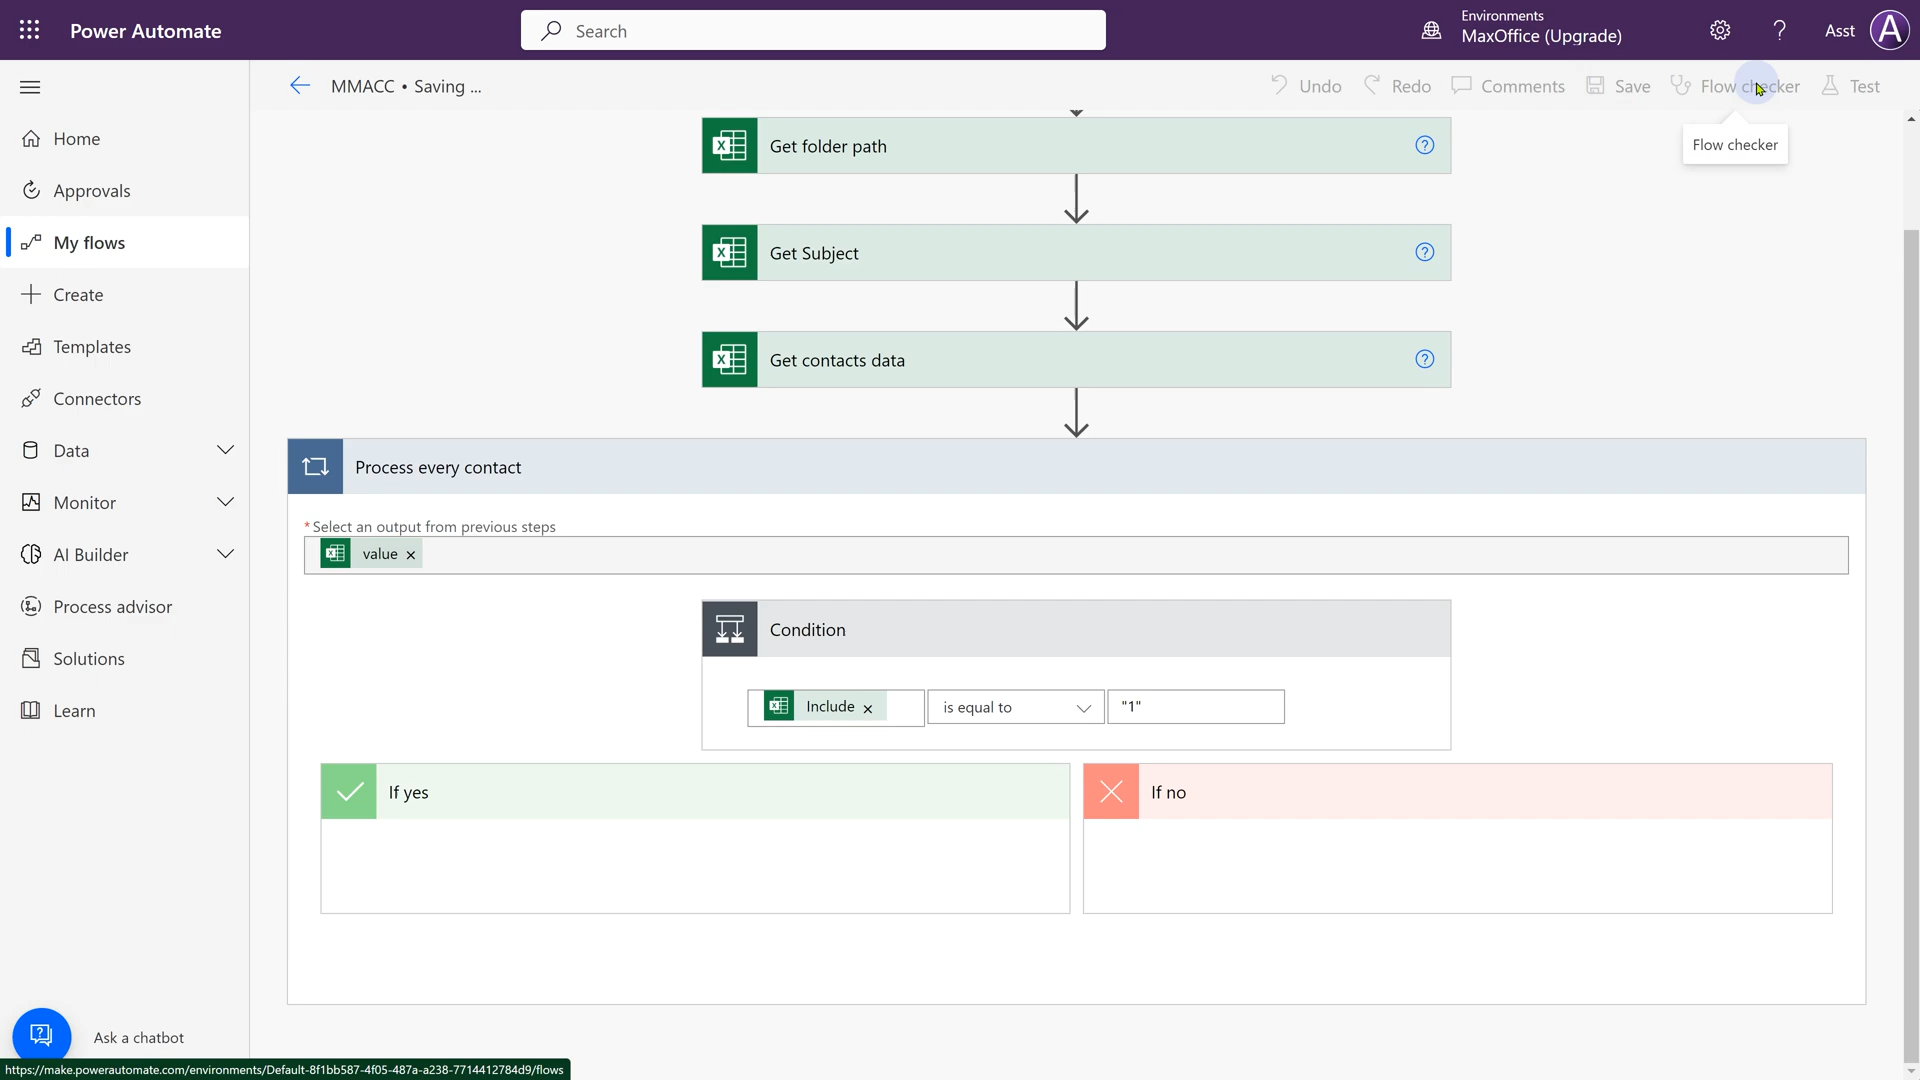 Power Automate
Search
Environments
MaxOffice (Upgrade)
?
Asst
A
MMACC • Saving ...
Undo
Redo
Comments
Save
Flow checker
Test
Flow checker
Home
Approvals
My flows
Create
Templates
Connectors
Data
Monitor
AI Builder
Process advisor
Solutions
Learn
Get folder path
?
Get Subject
?
Get contacts data
?
Process every contact
* Select an output from previous steps
value ×
Condition
Include ×
is equal to
"1"
If yes
If no
Ask a chatbot
https://make.powerautomate.com/environments/Default-8f1bb587-4f05-487a-a238-7714412784d9/flows